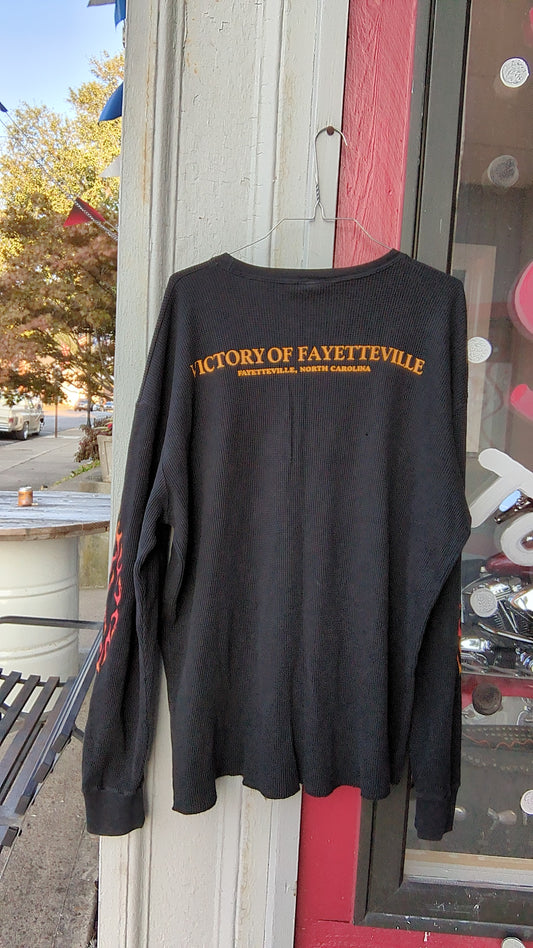 VICTORY OF FAYETTEVILLE
FAYETTEVILLE, NORTH CAROLINA